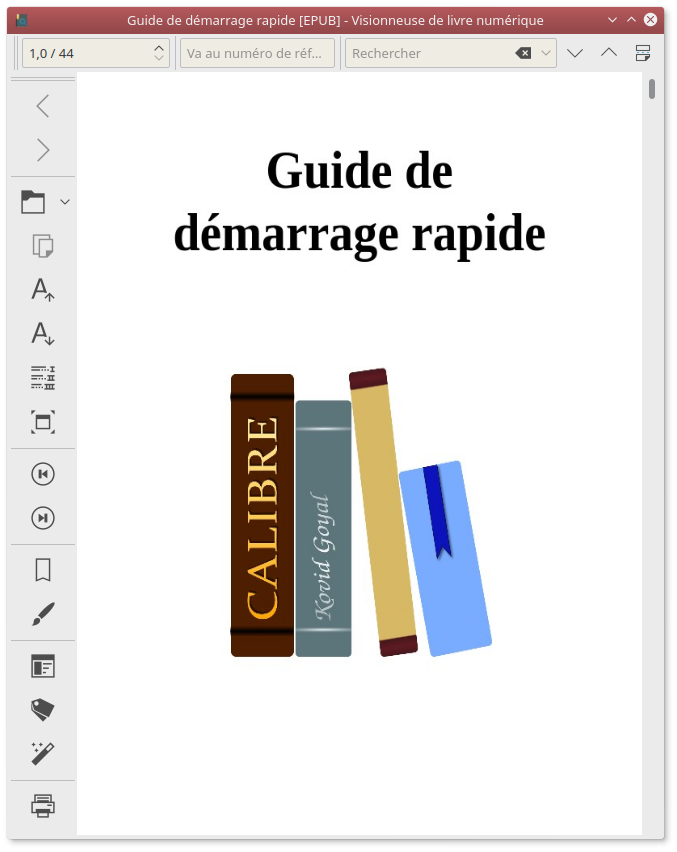 Guide de démarrage rapide [EPUB] - Visionneuse de livre numérique
1,0 / 44
Va au numéro de réf...
Rechercher
Guide de
démarrage rapide
CALIBRE
Kovid Goyal